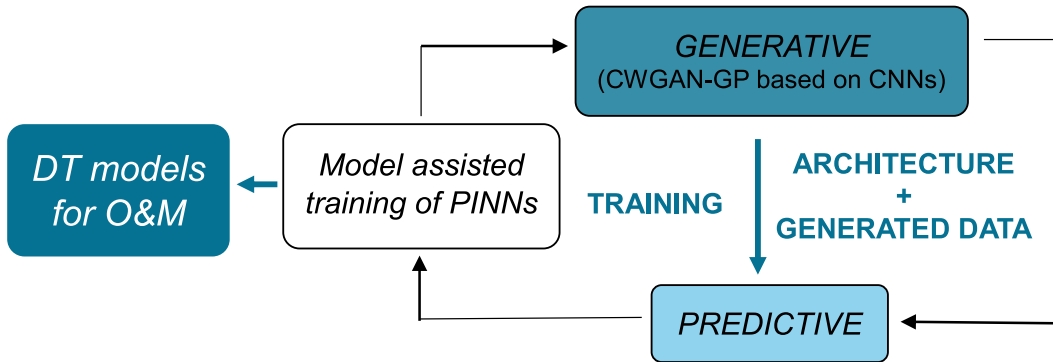 GENERATIVE
(CWGAN-GP based on CNNs)
DT models
for O&M
Model assisted
training of PINNs
TRAINING
ARCHITECTURE
+
GENERATED DATA
PREDICTIVE